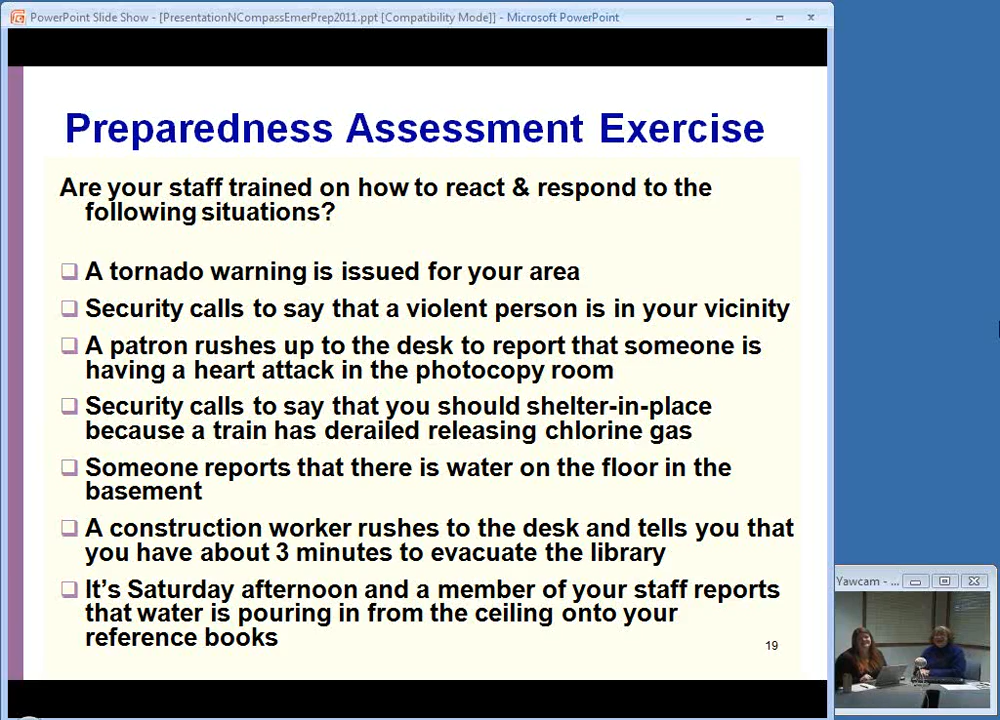 PowerPoint Slide Show - [PresentationNCompassEmerPrep2011.ppt [Compatibility Mode]] - Microsoft PowerPoint
Preparedness Assessment Exercise
Are your staff trained on how to react & respond to the
following situations?
A tornado warning is issued for your area
Security calls to say that a violent person is in your vicinity
A patron rushes up to the desk to report that someone is
having a heart attack in the photocopy room
Security calls to say that you should shelter-in-place
because a train has derailed releasing chlorine gas
Someone reports that there is water on the floor in the
basement
A construction worker rushes to the desk and tells you that
you have about 3 minutes to evacuate the library
It's Saturday afternoon and a member of your staff reports
that water is pouring in from the ceiling onto your
reference books
19
Yawcam - ...